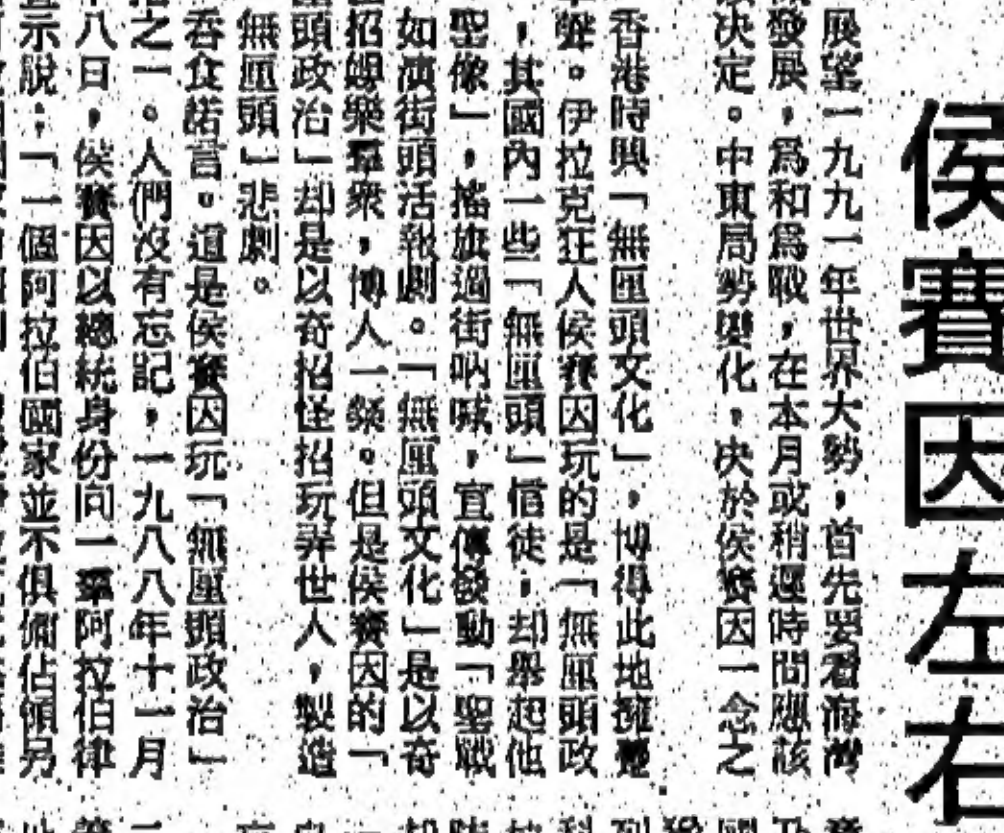 侯賽因左右
展望一九九一年世界大勢，首先要看海灣
發展，爲和爲戰，在本月或稍遲時間應該
决定。中東局勢變化，决於侯賽因一念之
香港時興「無厘頭文化」，博得此地擁躉
聲。伊拉克狂人侯賽因玩的是「無厘頭政
，其國內一些「無厘頭」信徒；却舉起他
聖像」，搖旗過街吶喊，宣傳發動「聖戰
如演街頭活報劇。「無厘頭文化」是以奇
招娛樂羣衆，博人一粲。但是侯賽因的「
頭政治」却是以奇招怪招玩弄世人，製造
無厘頭」悲劇。
吞食諾言。這是侯賽因玩「無厘頭政治」
之一。人們沒有忘記，一九八八年十一月
八日，侯賽因以總統身份向一羣阿拉伯律
示說；「一個阿拉伯國家並不俱備佔領另